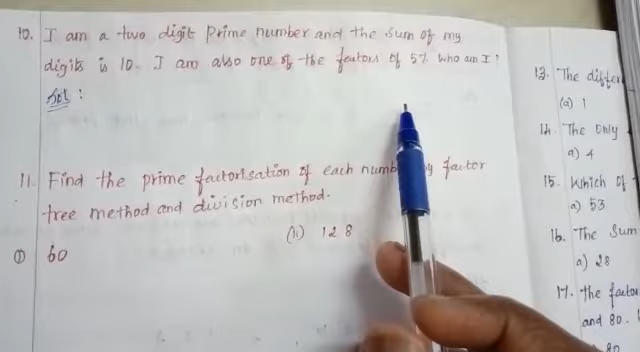 10. I am a two digit Prime number and the sum of my
digits is 10. I am also one of the factors of 57. Who am I?
Sol :
11. Find the prime factorisation of each by factor
tree method and division method.
(i) 60
(ii) 128
13. The
(a) 1
14. The only
a) 4
15. Which of
a) 53
16. The Sum
a) 28
17. The
and 80.